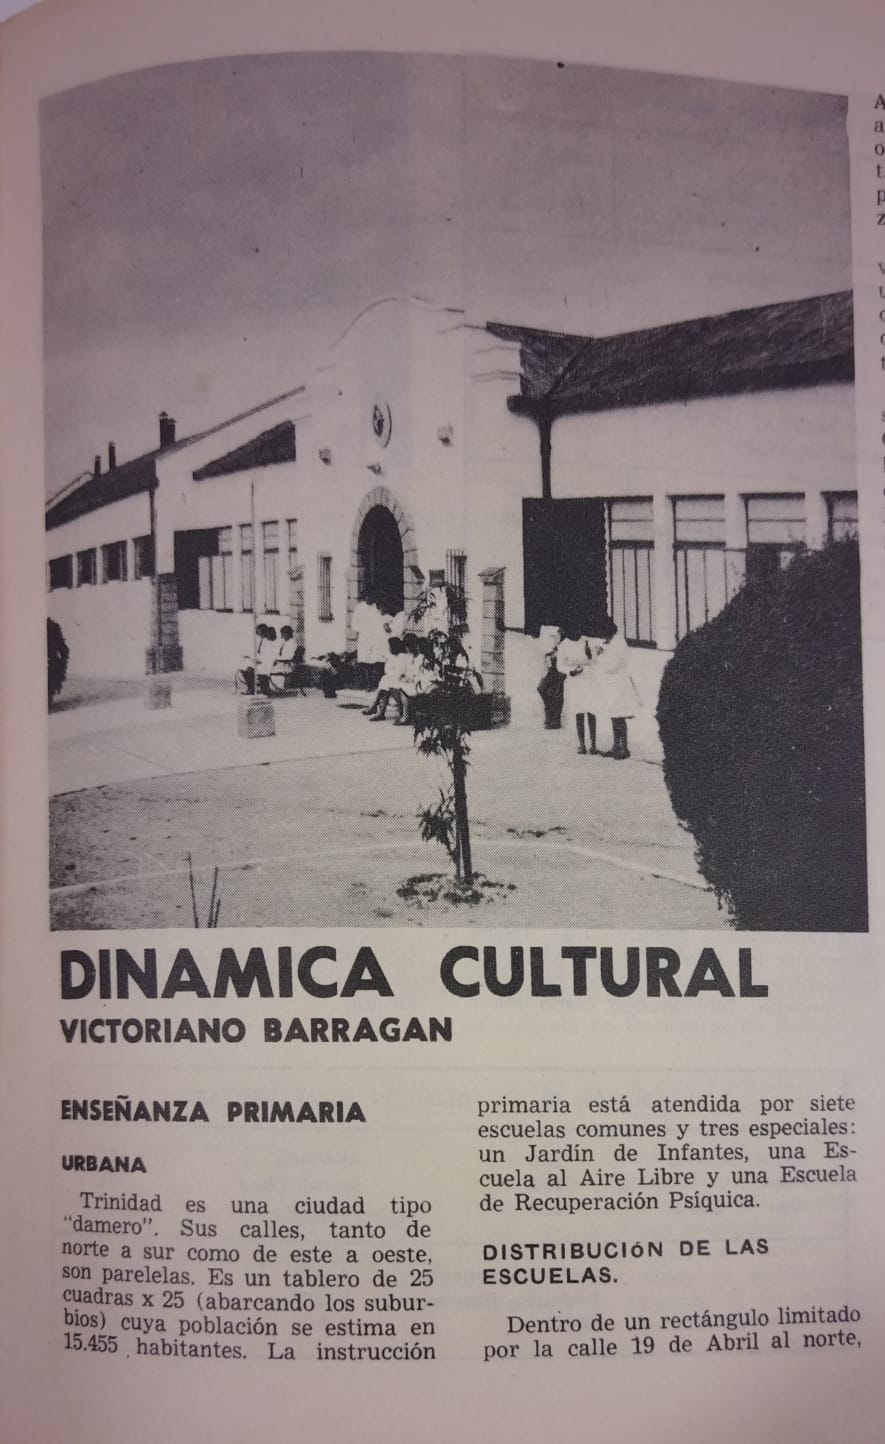 DINAMICA CULTURAL
VICTORIANO BARRAGAN
ENSEÑANZA PRIMARIA
URBANA
Trinidad es una ciudad tipo
“damero”. Sus calles, tanto de
norte a sur como de este a oeste,
son parelelas. Es un tablero de 25
cuadras x 25 (abarcando los subur-
bios) cuya población se estima en
15.455 habitantes. La instrucción
primaria está atendida por siete
escuelas comunes y tres especiales:
un Jardín de Infantes, una Es-
cuela al Aire Libre y una Escuela
de Recuperación Psíquica.
DISTRIBUCIóN DE LAS
ESCUELAS.
Dentro de un rectángulo limitado
por la calle 19 de Abril al norte,